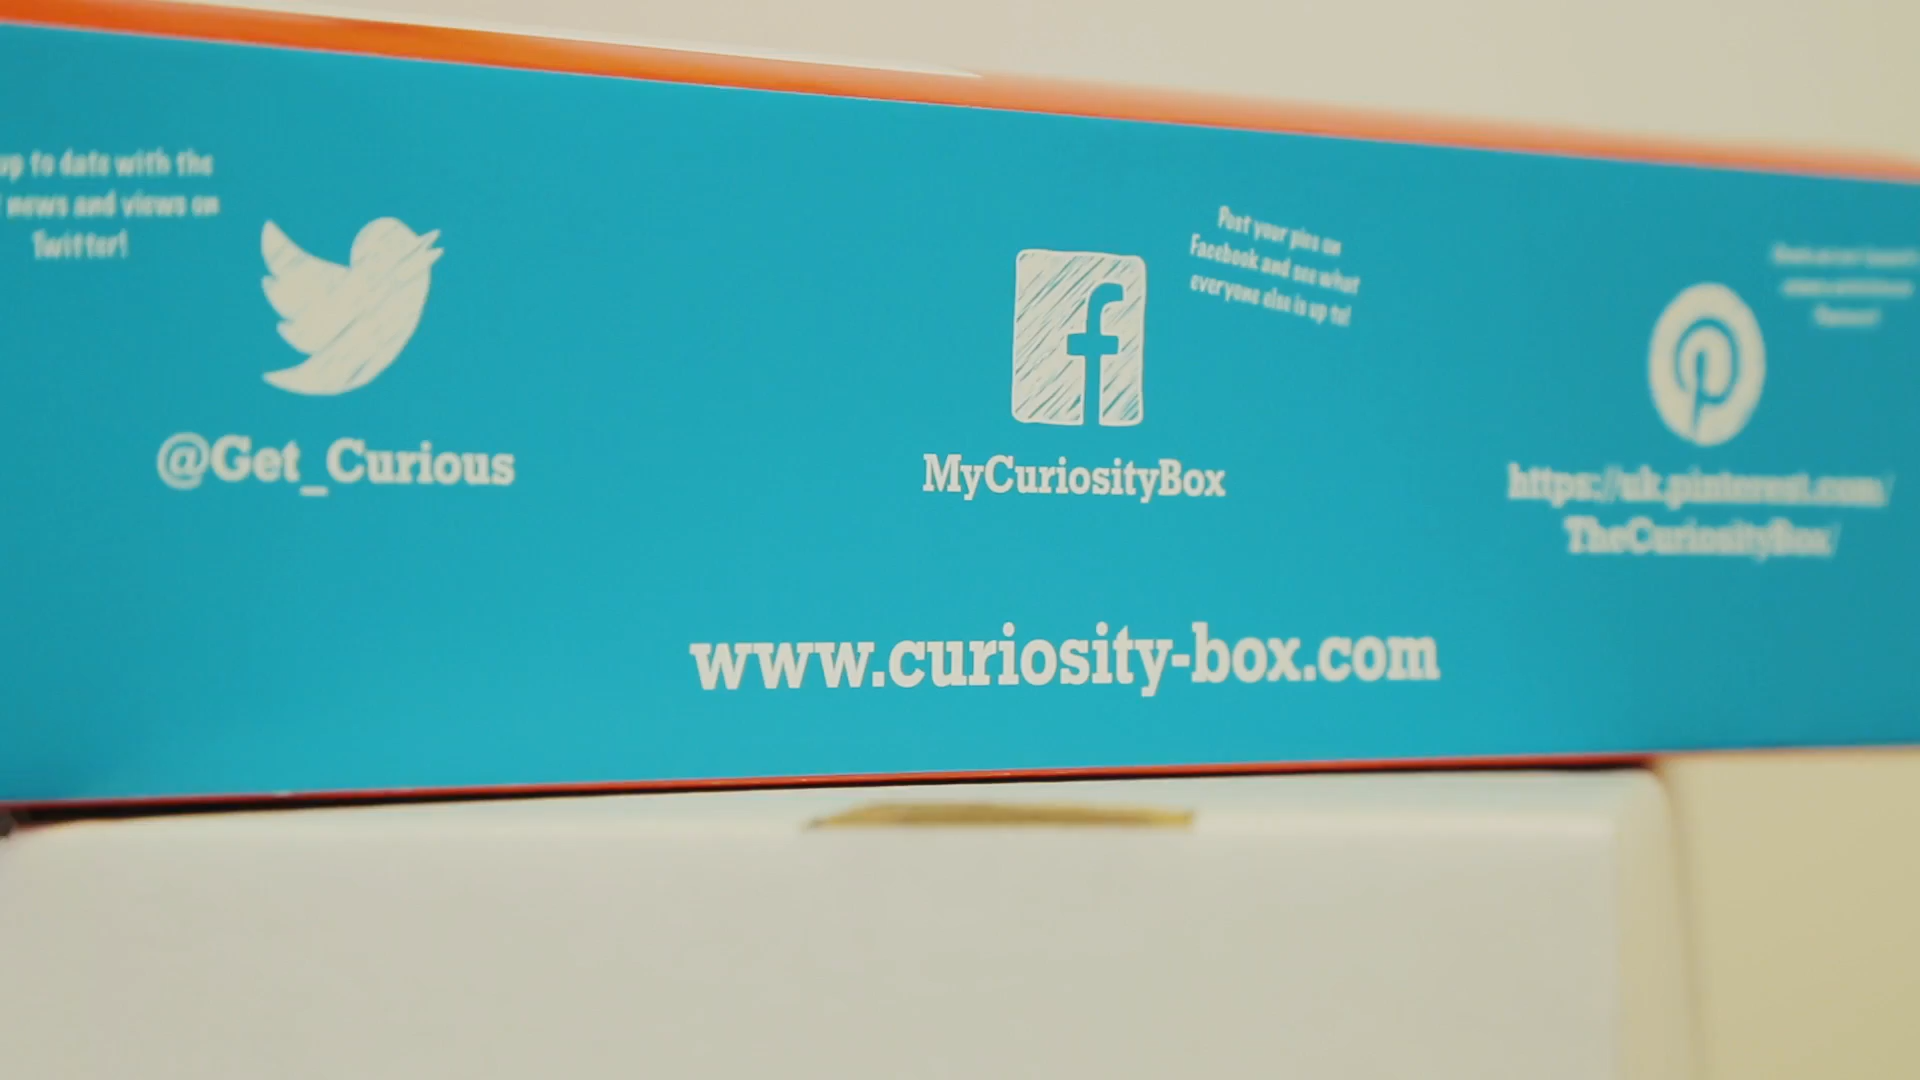 up to date with the
news and views on
Twitter!
@Get_Curious
Post your pics on
Facebook and see what
everyone else is up to!
MyCuriosityBox
https://uk.pinterest.com/
TheCuriosityBox/
www.curiosity-box.com